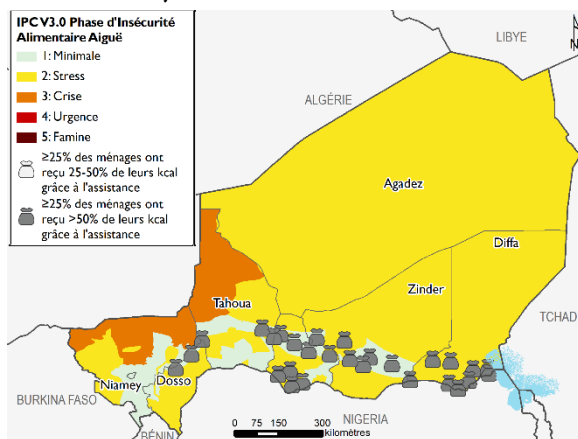 IPC V3.0 Phase d'Insécurité
Alimentaire Aiguë
1: Minimale
2: Stress
3: Crise
4: Urgence
5: Famine
≥25% des ménages ont
reçu 25-50% de leurs kcal
grâce à l'assistance
≥25% des ménages ont
reçu >50% de leurs kcal
grâce à l'assistance
LIBYE
N
ALGÉRIE
Agadez
Diffa
Zinder
Tahoua
TCHAD
Niamey
Dosso
BURKINA FASO
BÉNIN
NIGERIA
0 75 150 300
kilomètres